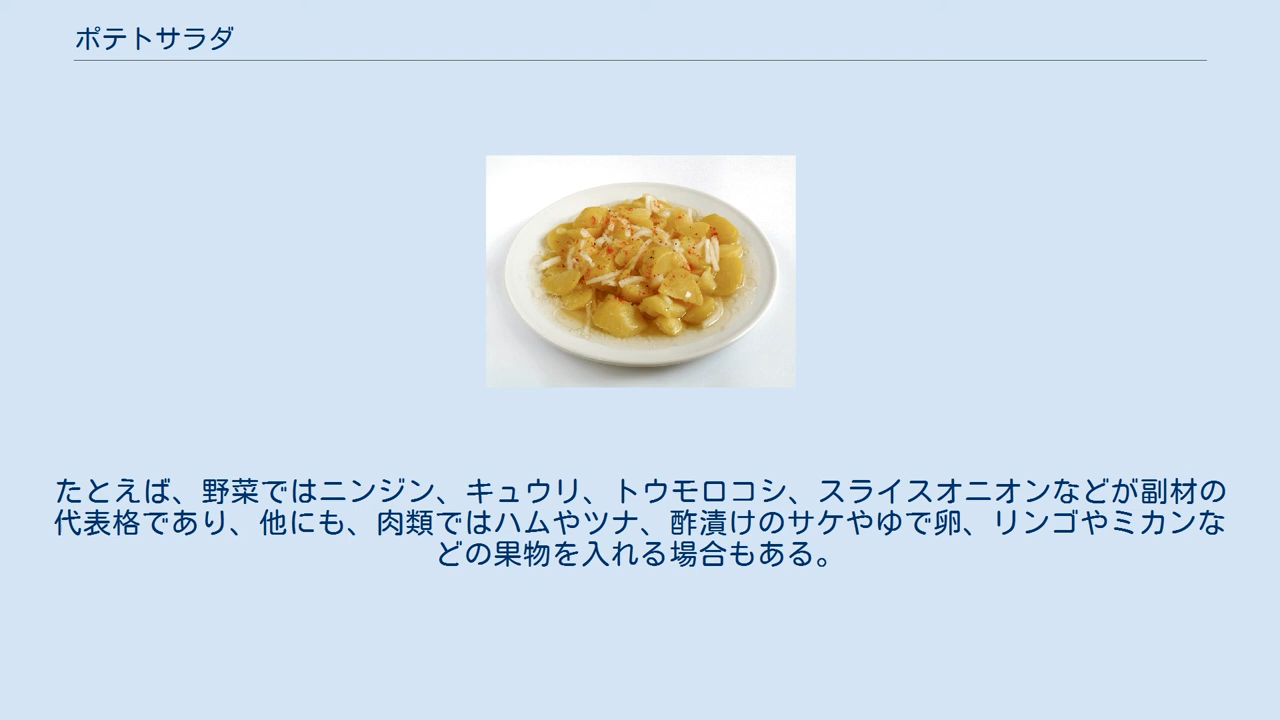 ポテトサラダ
たとえば、野菜ではニンジン、キュウリ、トウモロコシ、スライスオニオンなどが副材の
代表格であり、他にも、肉類ではハムやツナ、酢漬けのサケやゆで卵、リンゴやミカンな
どの果物を入れる場合もある。